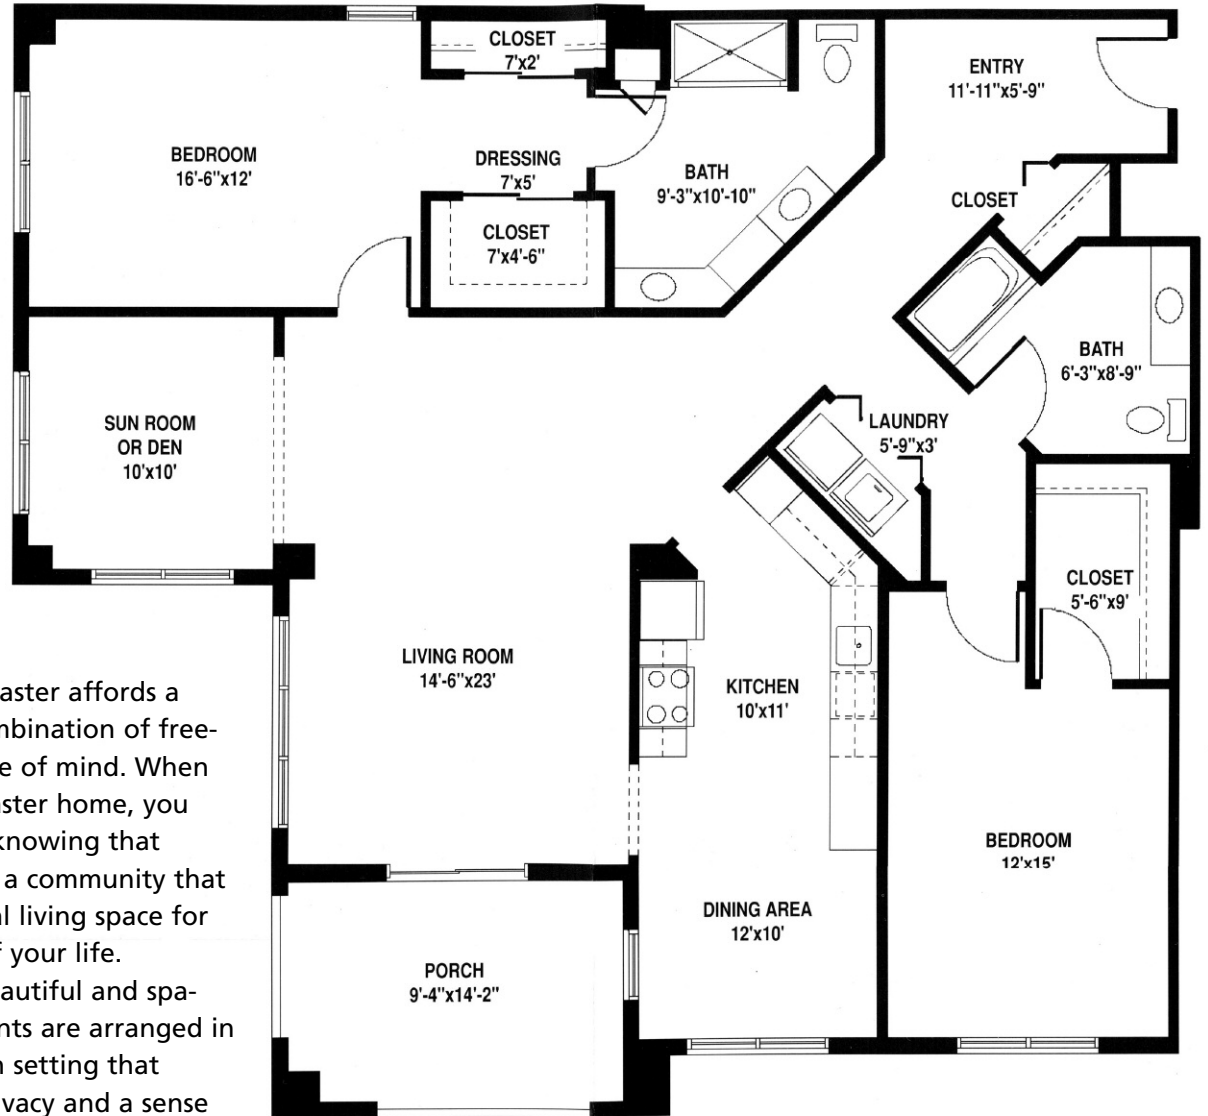 CLOSET
7'x2'
ENTRY
11'-11"x5'-9"
BEDROOM
16'-6"x12'
DRESSING
7'x5'
BATH
9'-3"x10'-10"
CLOSET
CLOSET
7'x4'-6"
BATH
6'-3"x8'-9"
SUN ROOM
OR DEN
10'x10'
LAUNDRY
5'-9"x3'
CLOSET
5'-6"x9'
LIVING ROOM
14'-6"x23'
KITCHEN
10'x11'
BEDROOM
12'x15'
DINING AREA
12'x10'
PORCH
9'-4"x14'-2"
aster affords a
mbination of free-
e of mind. When
aster home, you
knowing that
a community that
al living space for
f your life.
autiful and spa-
nts are arranged in
n setting that
vacy and a sense